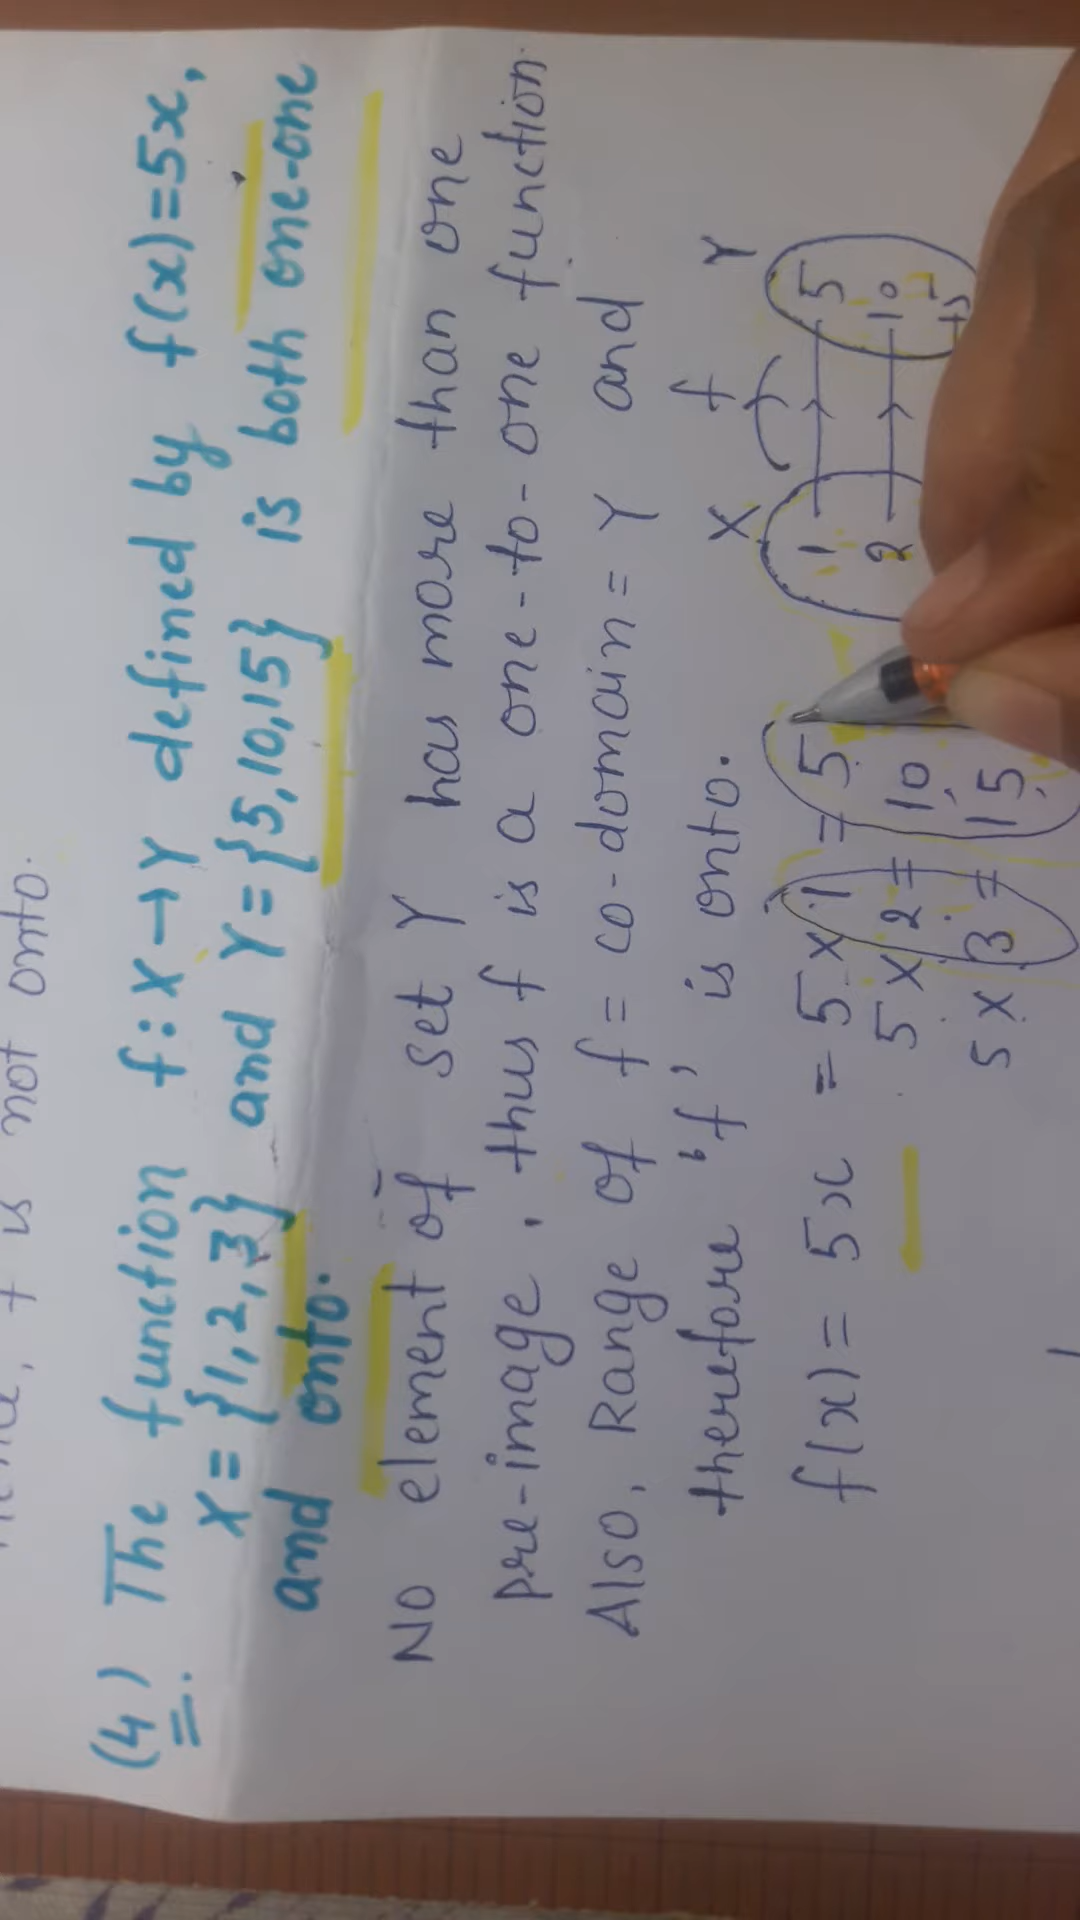 is not onto.
(4) The function f : X → Y defined by f(x) = 5x,
X = {1, 2, 3} and Y = {5, 10, 15} is both one-one
and onto.
No element of set Y has more than one
pre-image, thus f is a one-to-one function.
Also, Range of f = co-domain = Y and
therefore 'f' is onto.
X f Y
f(x) = 5x = 5 x 1 = 5
5 x 2 = 10
5 x 3 = 15
1 5
2 10
15